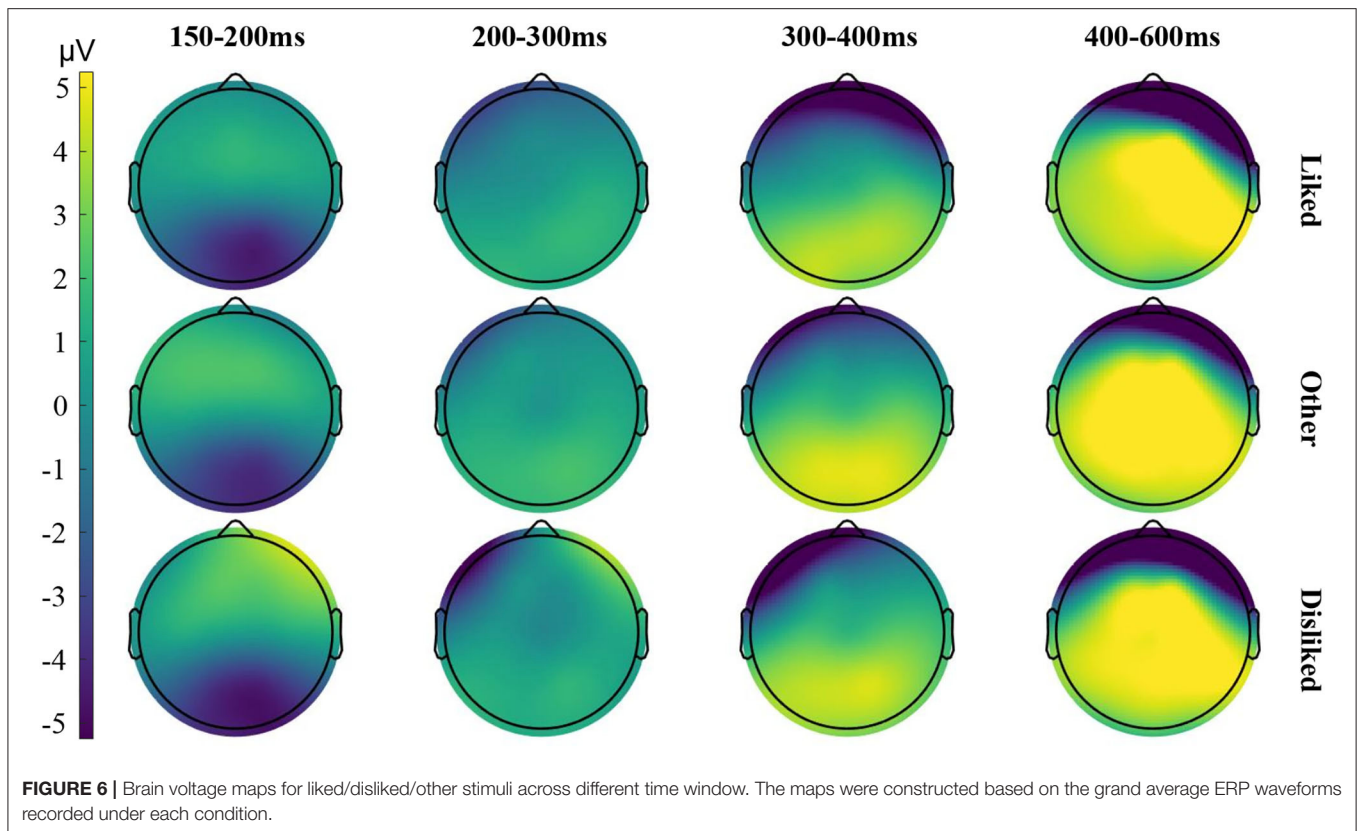 150-200ms 200-300ms 300-400ms 400-600ms
µV
5
4
3
2
1
0
-1
-2
-3
-4
-5
Liked
Other
Disliked
FIGURE 6 | Brain voltage maps for liked/disliked/other stimuli across different time window. The maps were constructed based on the grand average ERP waveforms
recorded under each condition.